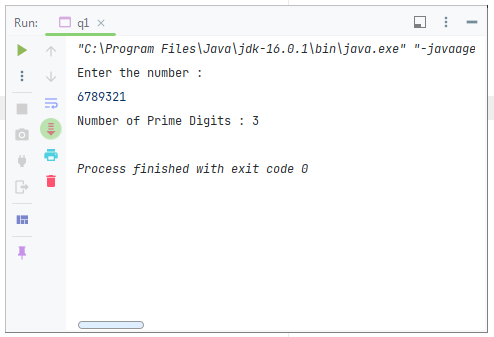 Run: q1
"C:\Program Files\Java\jdk-16.0.1\bin\java.exe" "-javaage
Enter the number :
6789321
Number of Prime Digits : 3
Process finished with exit code 0